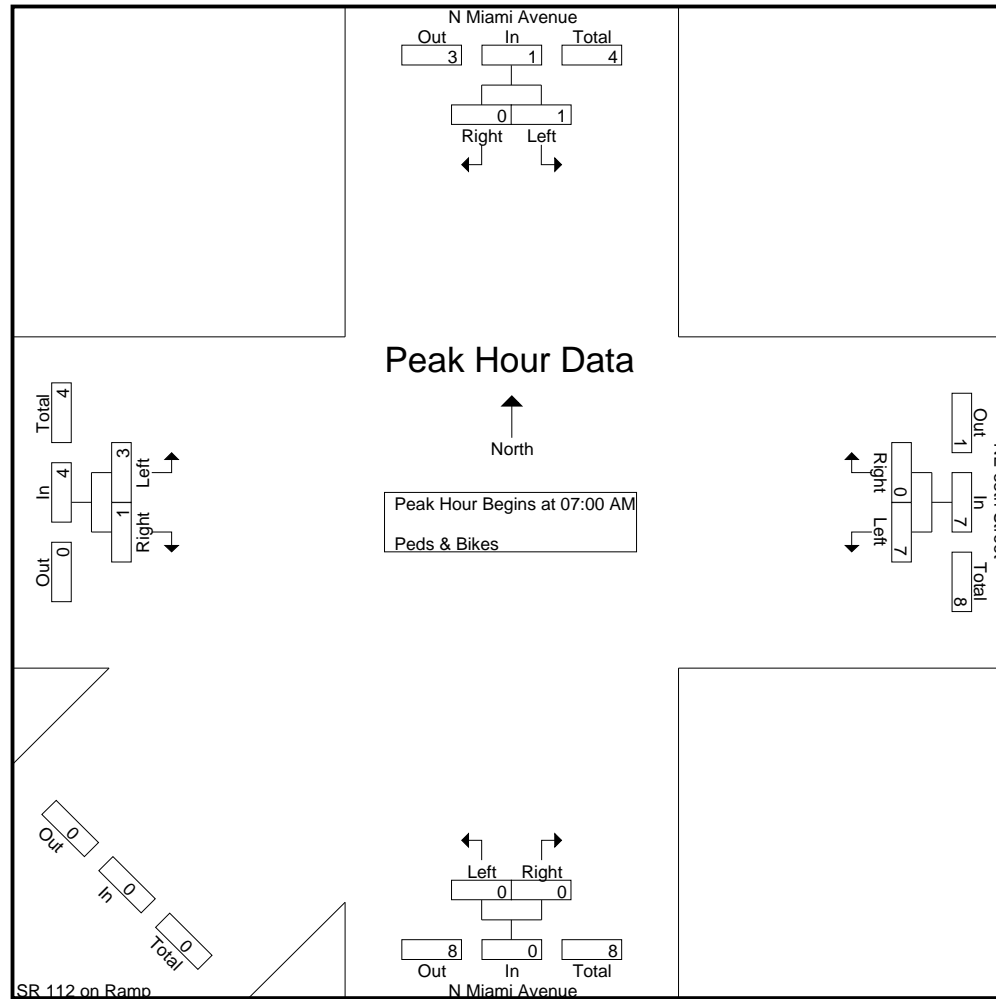 N Miami Avenue
Out In Total
3 1 4
0 1
Right Left
Peak Hour Data
North
Peak Hour Begins at 07:00 AM
Peds & Bikes
Total
4
In
4
Out
0
Left
3
Right
1
Out
1
In
7
Total
8
Right
0
Left
7
Left Right
0 0
8 0 8
Out In Total
N Miami Avenue
Out
0
In
0
Total
0
SR 112 on Ramp